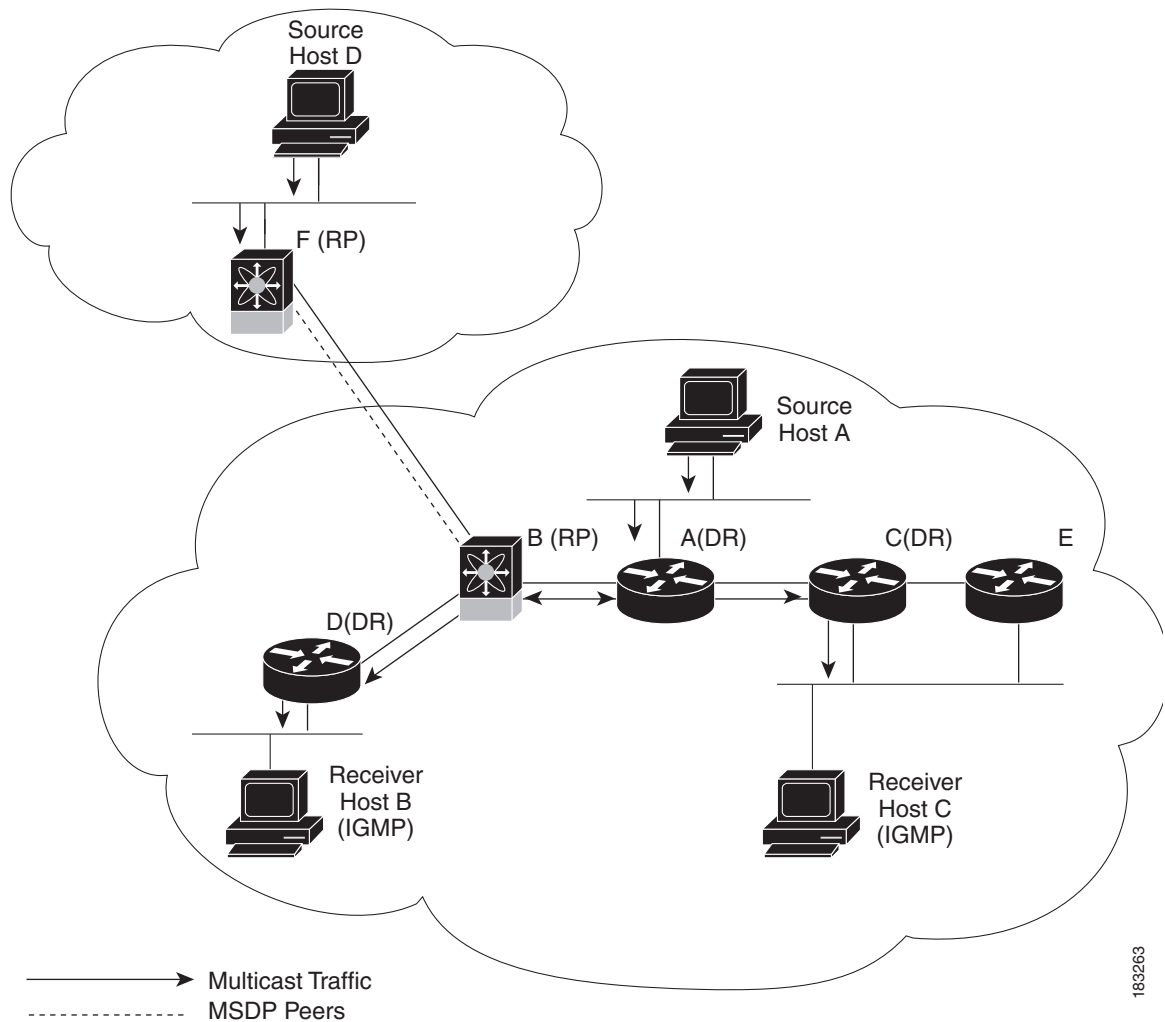 Source
Host D
F (RP)
Source
Host A
B (RP)
A(DR)
C(DR)
E
D(DR)
Receiver
Host B
(IGMP)
Receiver
Host C
(IGMP)
Multicast Traffic
MSDP Peers
183263